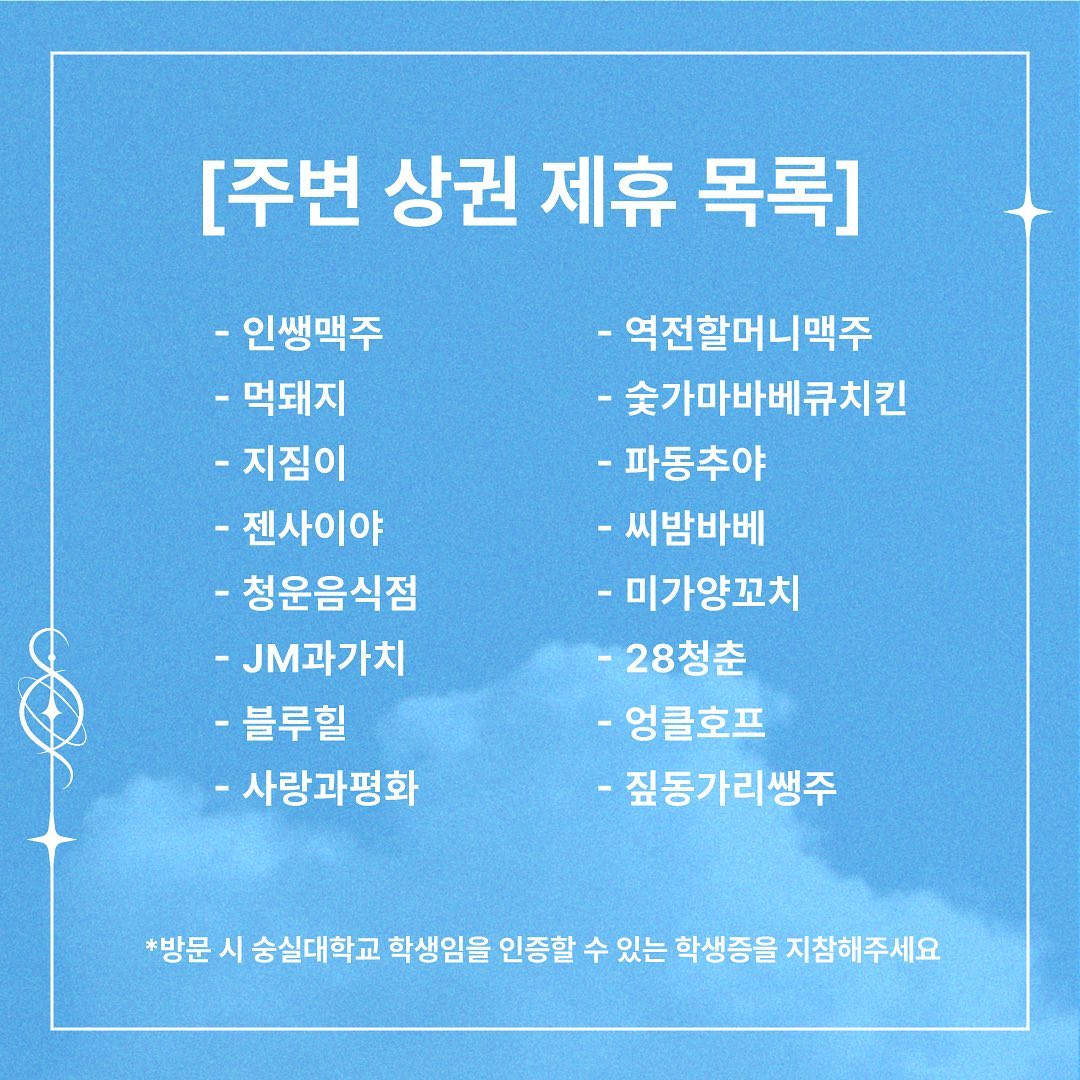 [주변 상권 제휴 목록]
- 인쌩맥주
- 먹돼지
- 지짐이
- 젠사이야
- 청운음식점
- JM과가치
- 블루힐
- 사랑과평화
- 역전할머니맥주
- 숯가마바베큐치킨
- 파동추야
- 씨밤바베
- 미가양꼬치
- 28청춘
- 엉클호프
- 짚동가리쌩주
*방문 시 숭실대학교 학생임을 인증할 수 있는 학생증을 지참해주세요